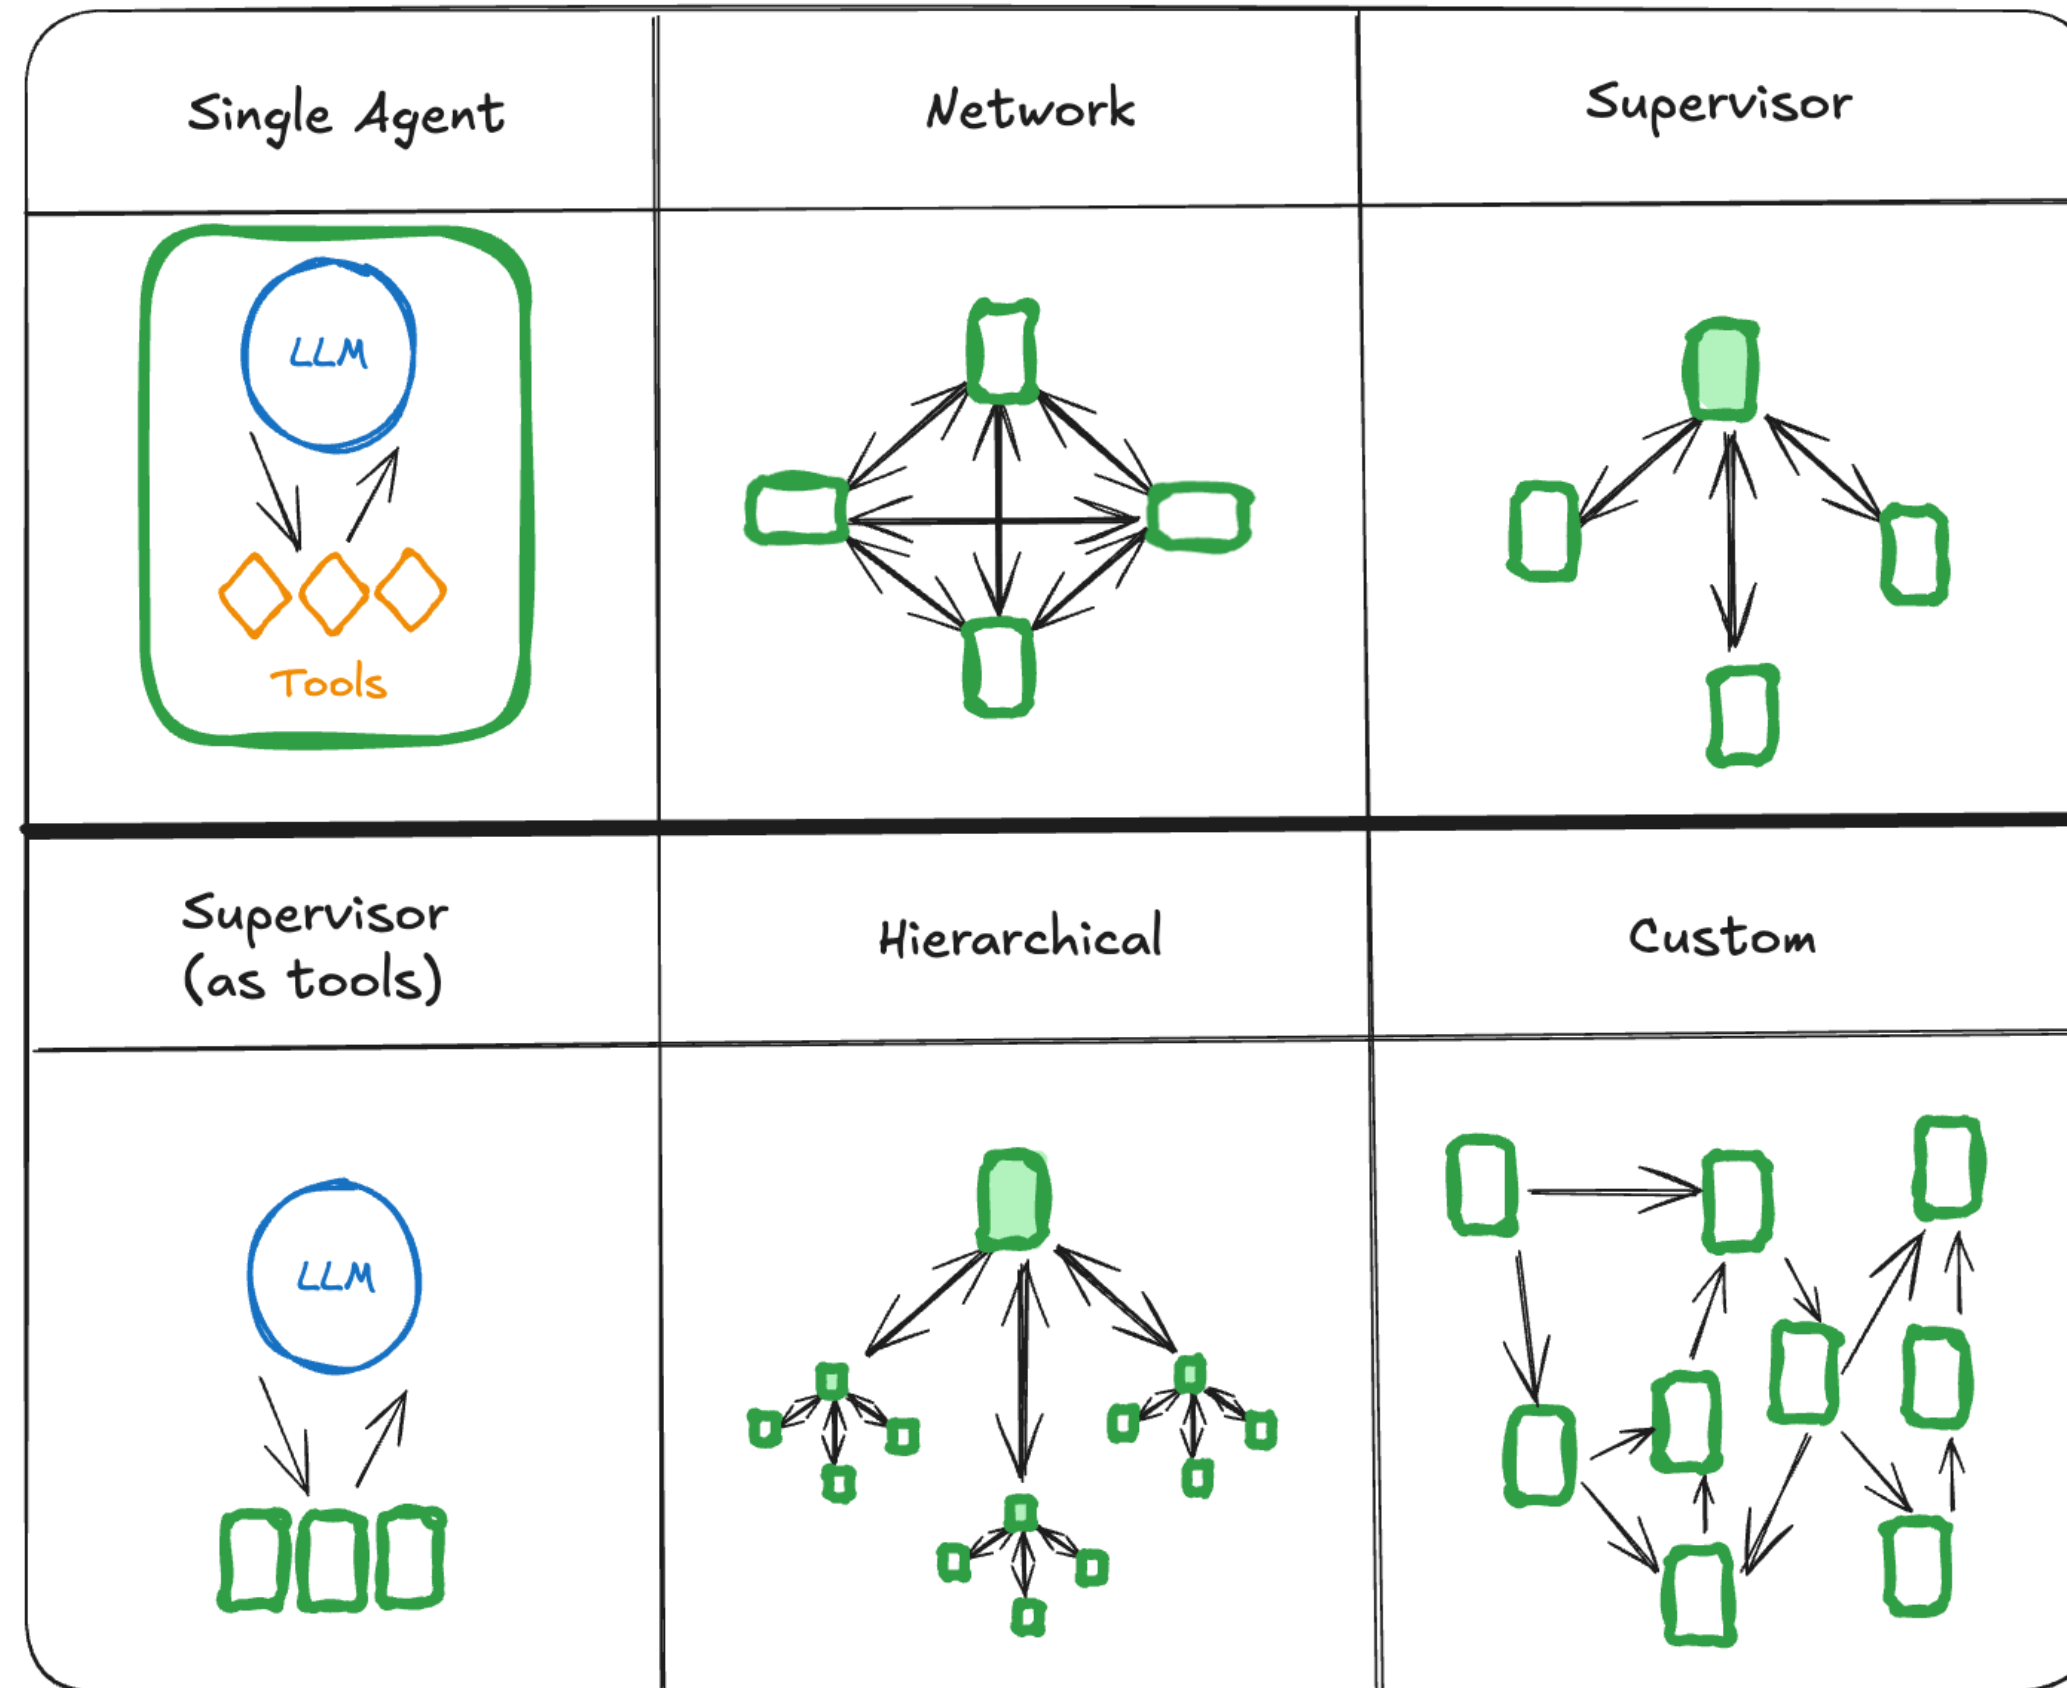 Single Agent
Network
Supervisor
LLM
Tools
Supervisor
(as tools)
Hierarchical
Custom
LLM